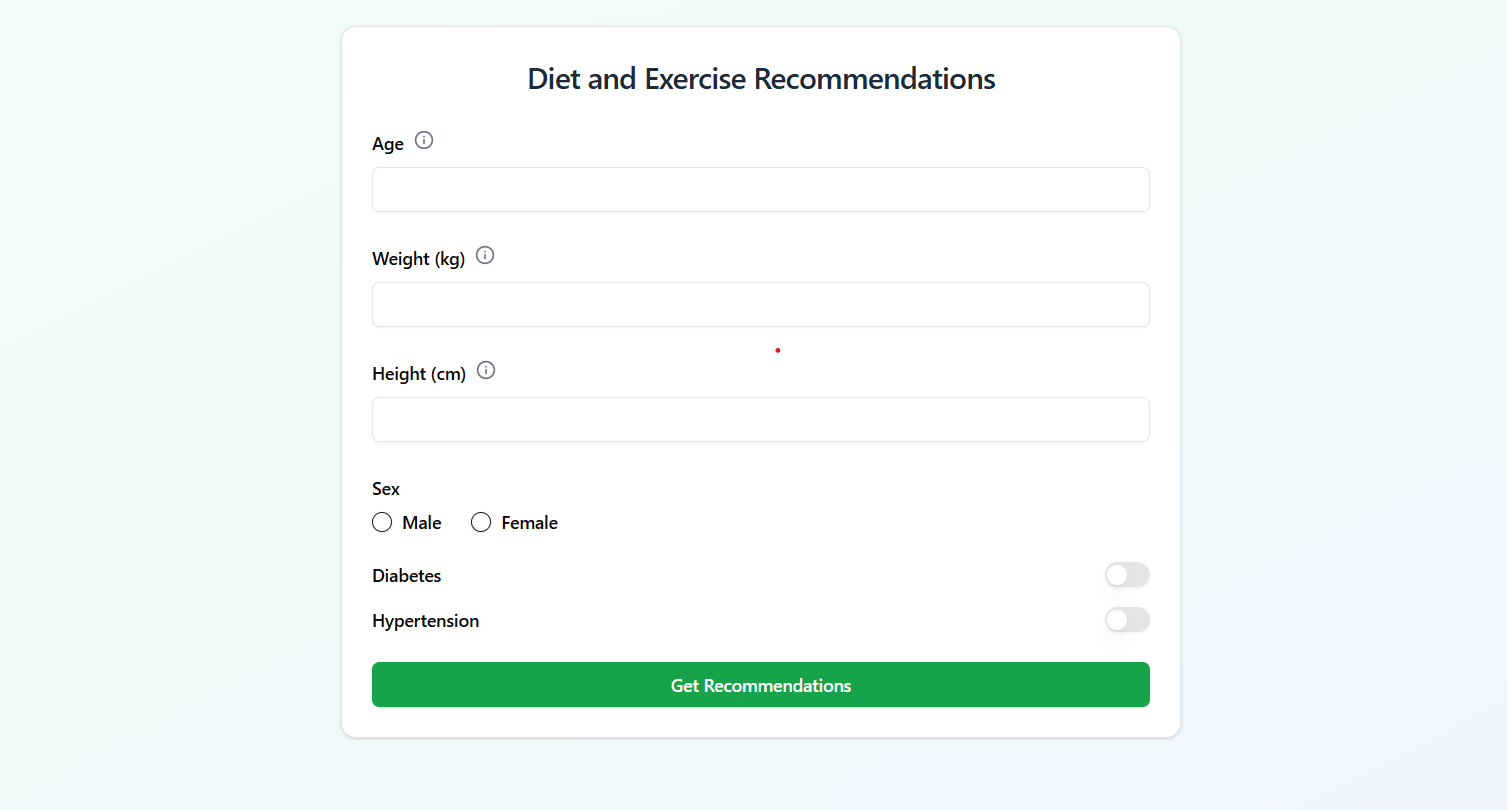 Diet and Exercise Recommendations
Age
Weight (kg)
Height (cm)
Sex
Male Female
Diabetes
Hypertension
Get Recommendations